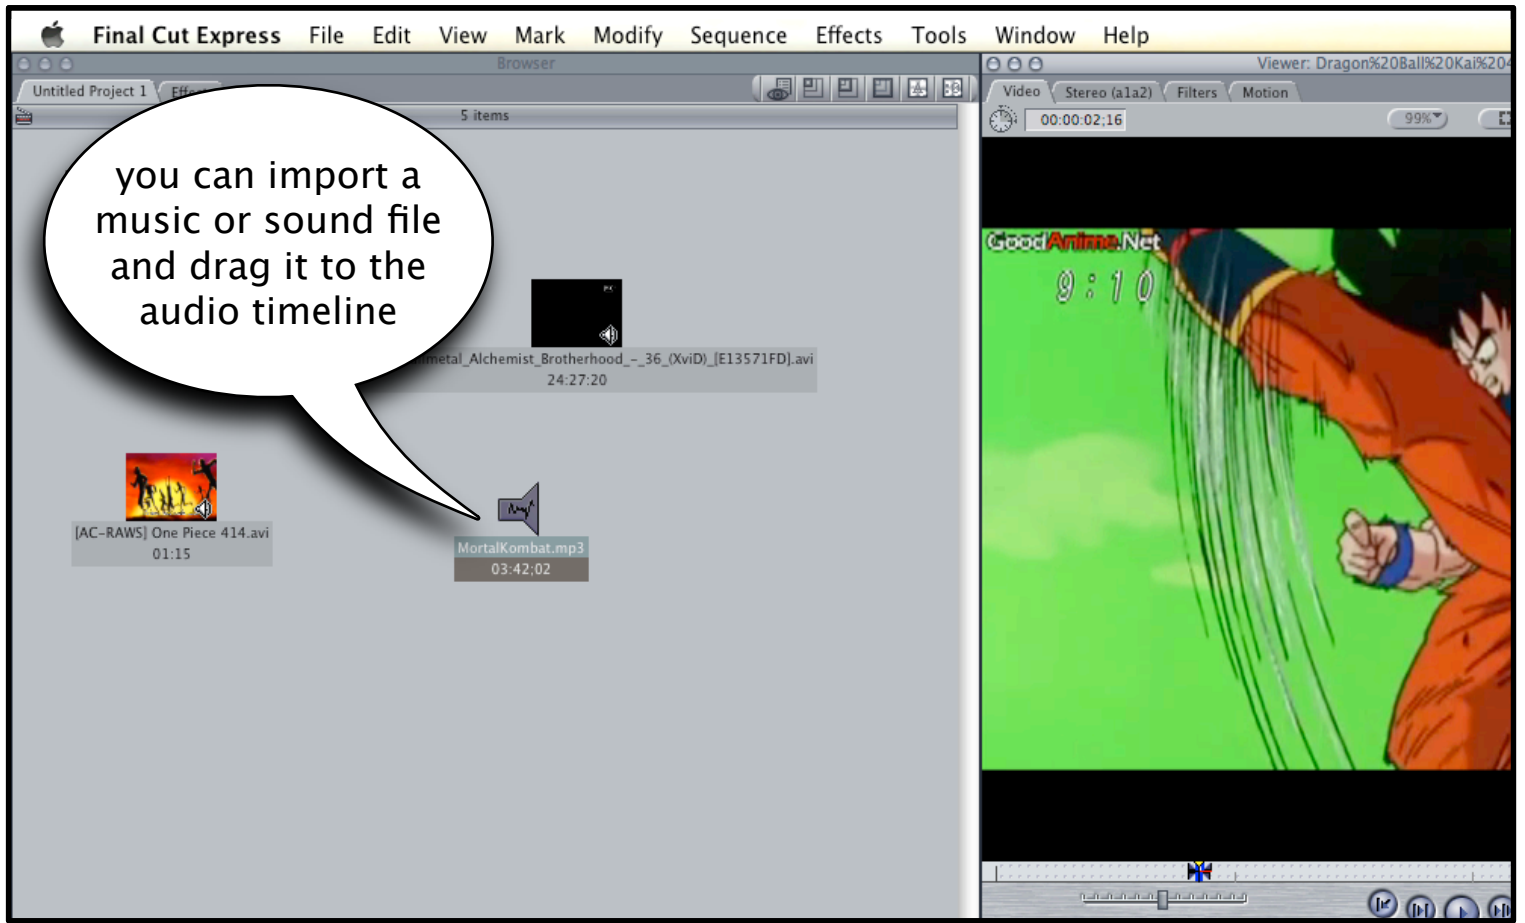 Final Cut Express File Edit View Mark Modify Sequence Effects Tools Window Help
Browser
Viewer: Dragon%20Ball%20Kai%204
Untitled Project 1
5 items
Video Stereo (a1a2) Filters Motion
00:00:02;16
99%
you can import a
music or sound file
and drag it to the
audio timeline
GoodAnime.Net
9:10
metal_Alchemist_Brotherhood_-_36_(XviD)_[E13571FD].avi
24:27:20
[AC-RAWS] One Piece 414.avi
01:15
MortalKombat.mp3
03:42;02